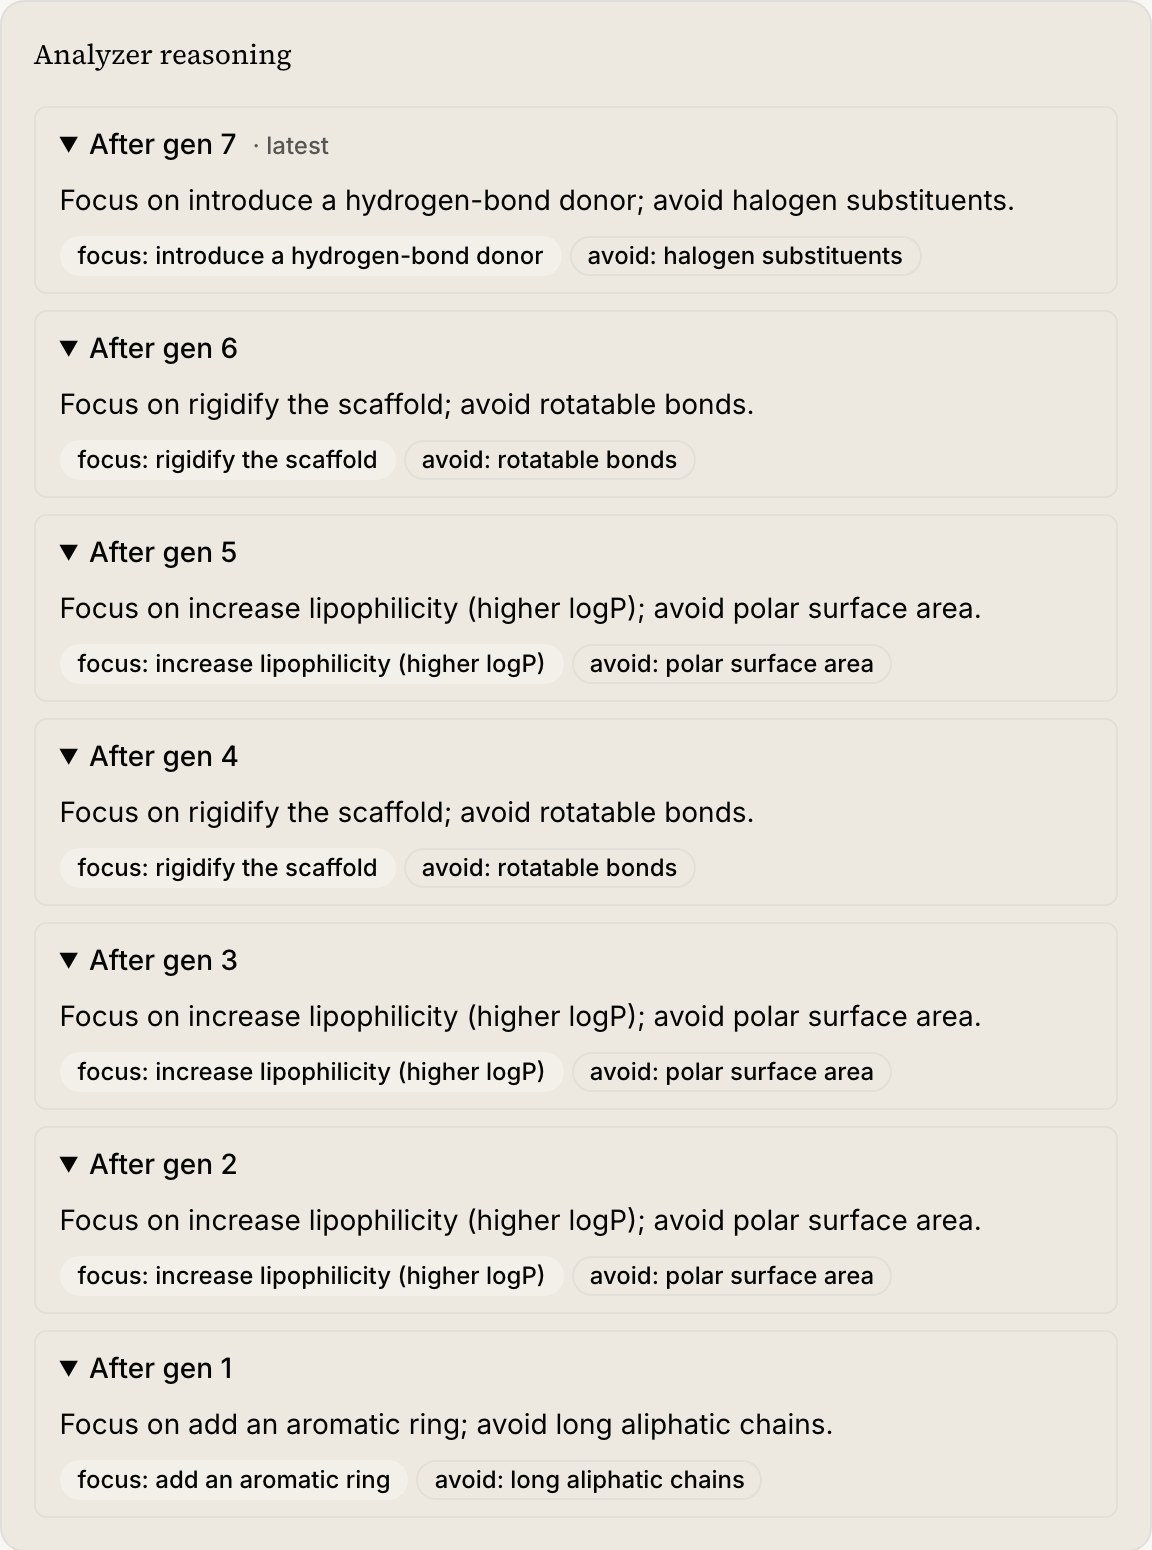 Analyzer reasoning
▼ After gen 7 · latest
Focus on introduce a hydrogen-bond donor; avoid halogen substituents.
focus: introduce a hydrogen-bond donor avoid: halogen substituents
▼ After gen 6
Focus on rigidify the scaffold; avoid rotatable bonds.
focus: rigidify the scaffold avoid: rotatable bonds
▼ After gen 5
Focus on increase lipophilicity (higher logP); avoid polar surface area.
focus: increase lipophilicity (higher logP) avoid: polar surface area
▼ After gen 4
Focus on rigidify the scaffold; avoid rotatable bonds.
focus: rigidify the scaffold avoid: rotatable bonds
▼ After gen 3
Focus on increase lipophilicity (higher logP); avoid polar surface area.
focus: increase lipophilicity (higher logP) avoid: polar surface area
▼ After gen 2
Focus on increase lipophilicity (higher logP); avoid polar surface area.
focus: increase lipophilicity (higher logP) avoid: polar surface area
▼ After gen 1
Focus on add an aromatic ring; avoid long aliphatic chains.
focus: add an aromatic ring avoid: long aliphatic chains